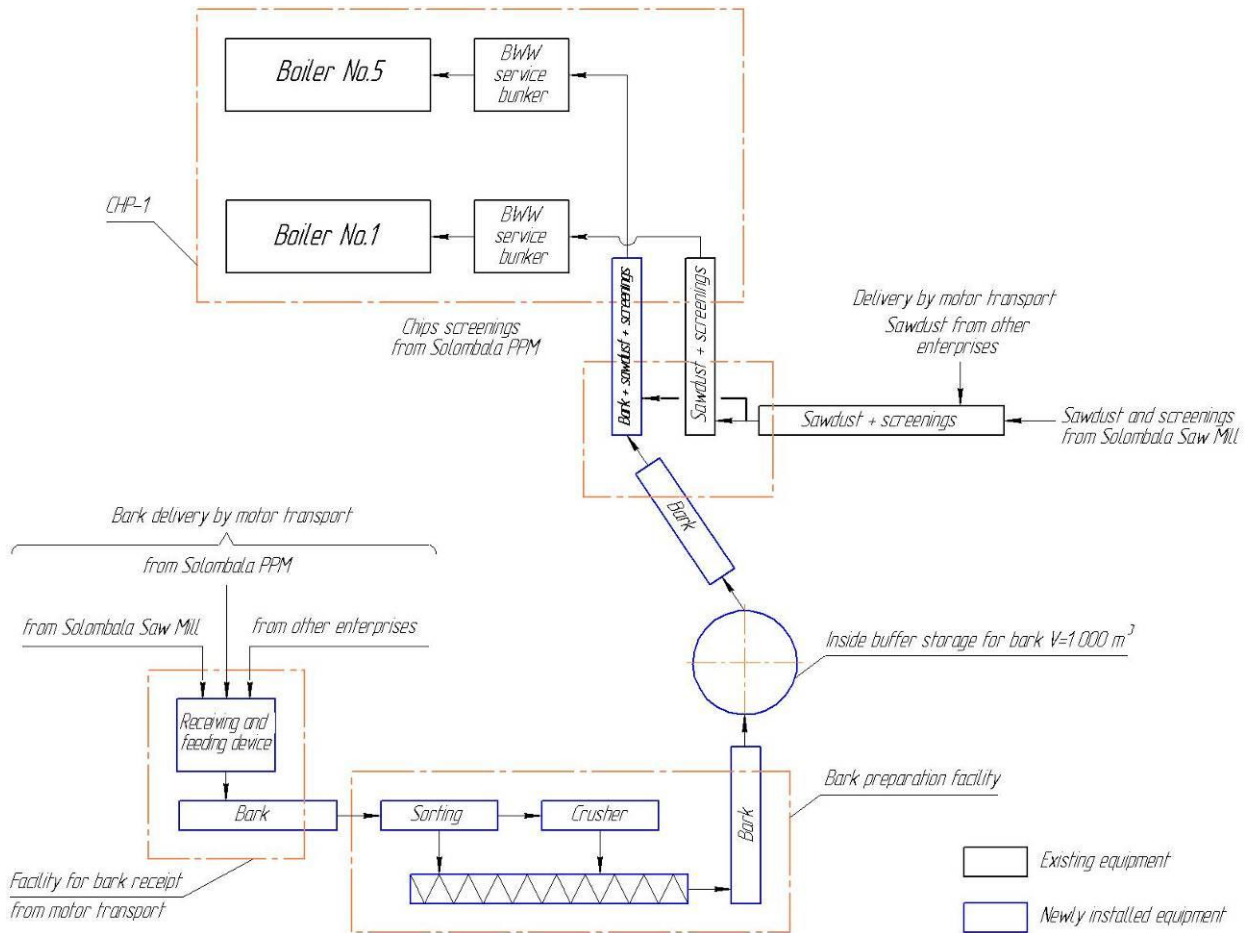 Boiler No.5
BWW
service
bunker
CHP-1
Boiler No.1
BWW
service
bunker
Chips screenings
from Solombala PPM
Bark + sawdust + screenings
Sawdust + screenings
Delivery by motor transport
Sawdust from other
enterprises
Sawdust + screenings
Sawdust and screenings
from Solombala Saw Mill
Bark
Bark delivery by motor transport
from Solombala PPM
from Solombala Saw Mill
from other enterprises
Inside buffer storage for bark V=1.000 m³
Receiving and
feeding device
Bark
Sorting
Crusher
Bark
Bark preparation facility
Facility for bark receipt
from motor transport
Existing equipment
Newly installed equipment